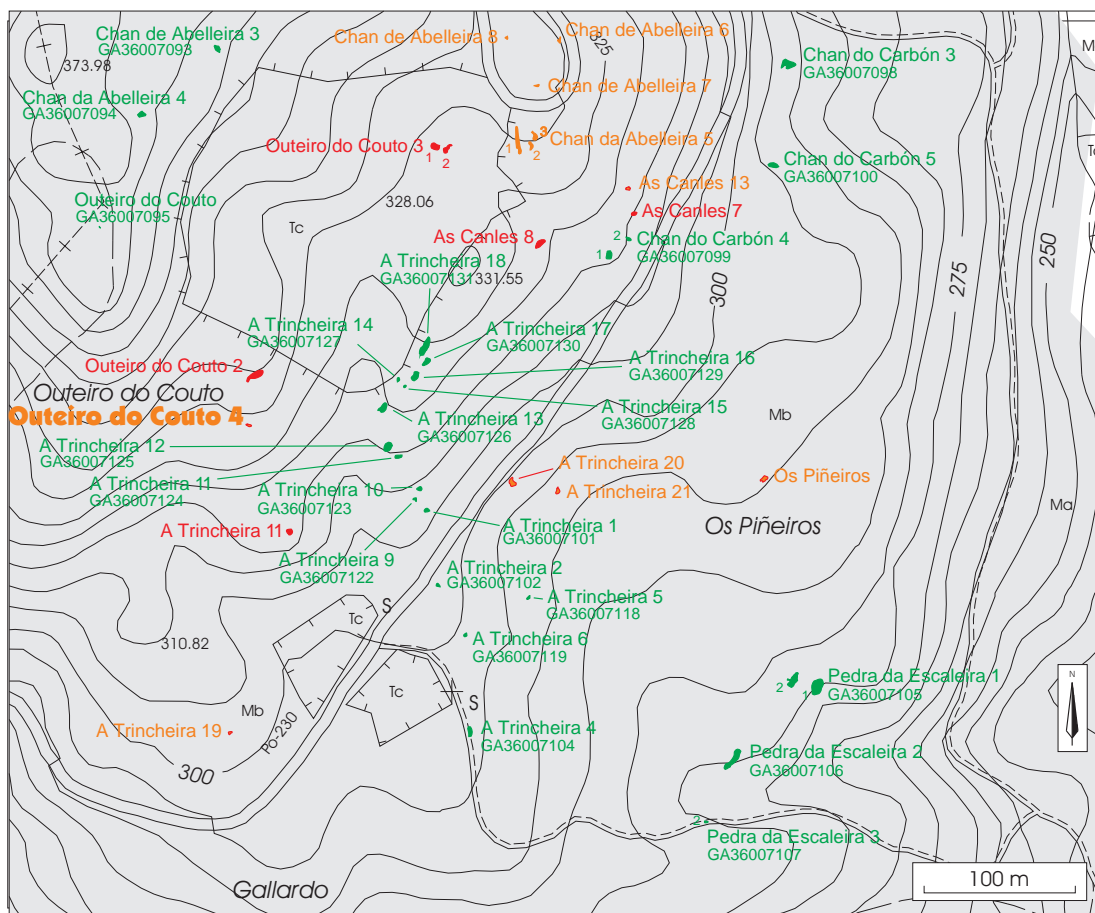 Chan de Abelleira 3
GA36007093
373.98
Chan da Abelleira 4
GA36007094
Outeiro do Couto
GA36007095
Chan de Abelleira 8
Chan de Abelleira 6
325
Chan de Abelleira 7
Chan do Carbón 3
GA36007098
M
Outeiro do Couto 3
1
2
1
2
3
Chan da Abelleira 5
Chan do Carbón 5
GA36007100
As Canles 13
As Canles 7
328.06
Tc
As Canles 8
2
Chan do Carbón 4
1
GA36007099
A Trincheira 18
GA36007131
331.55
300
275
250
A Trincheira 14
GA36007127
A Trincheira 17
GA36007130
A Trincheira 16
GA36007129
Outeiro do Couto 2
Outeiro do Couto
Outeiro do Couto 4
A Trincheira 15
GA36007128
A Trincheira 13
GA36007126
Mb
A Trincheira 12
GA36007125
A Trincheira 11
GA36007124
A Trincheira 10
GA36007123
A Trincheira 20
A Trincheira 21
Os Piñeiros
Ma
A Trincheira 11
A Trincheira 1
GA36007101
Os Piñeiros
A Trincheira 9
GA36007122
A Trincheira 2
GA36007102
A Trincheira 5
GA36007118
Tc
S
310.82
A Trincheira 6
GA36007119
Tc
S
2
1
Pedra da Escaleira 1
GA36007105
N
Mb
A Trincheira 19
Po-230
300
A Trincheira 4
GA36007104
Pedra da Escaleira 2
GA36007106
2
Pedra da Escaleira 3
GA36007107
Gallardo
100 m